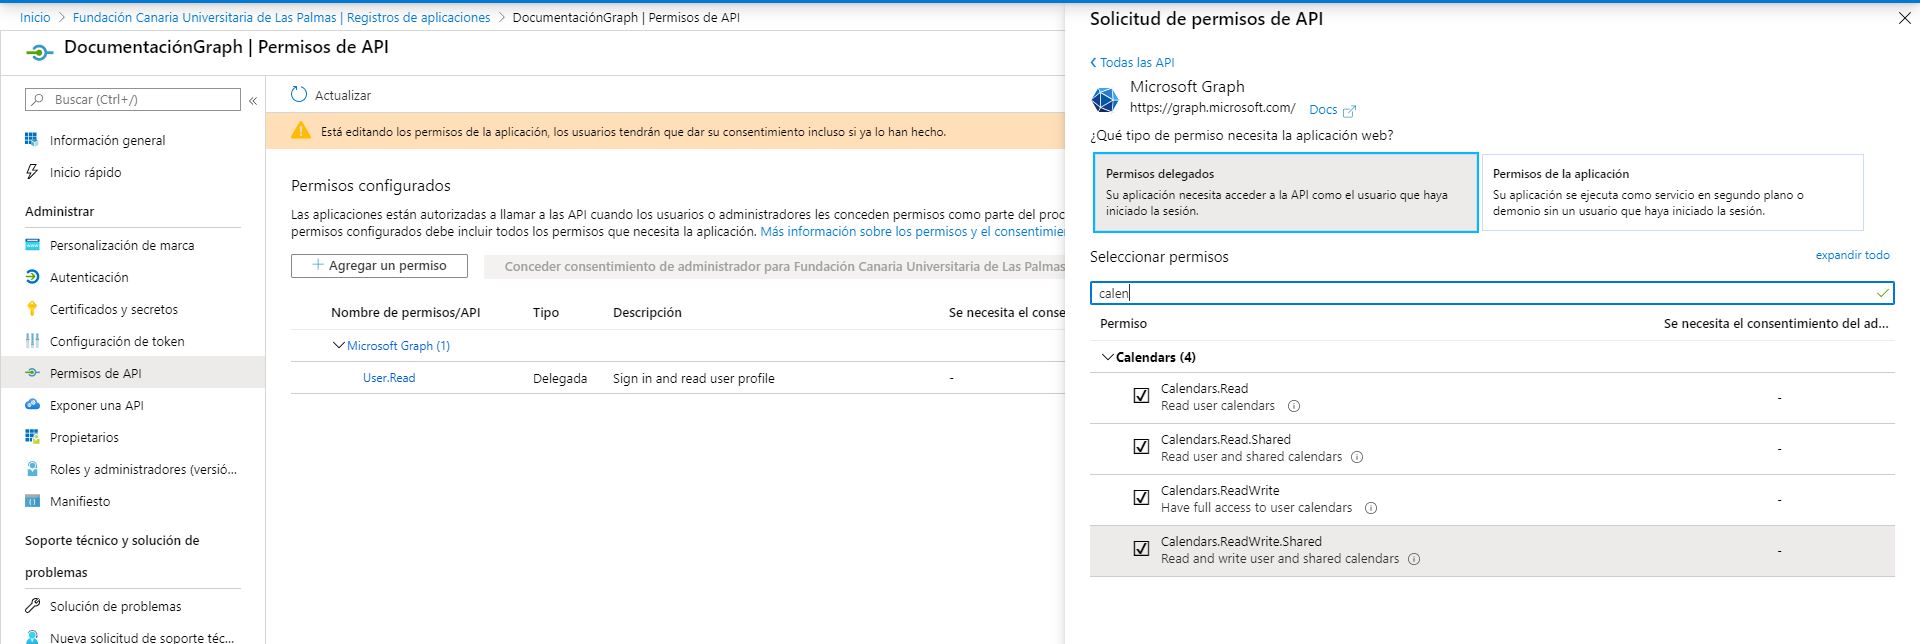 Inicio > Fundación Canaria Universitaria de Las Palmas | Registros de aplicaciones > DocumentaciónGraph | Permisos de API
DocumentaciónGraph | Permisos de API
Buscar (Ctrl+/)
«
Información general
Inicio rápido
Administrar
Personalización de marca
Autenticación
Certificados y secretos
Configuración de token
Permisos de API
Exponer una API
Propietarios
Roles y administradores (versió...
Manifiesto
Soporte técnico y solución de
problemas
Solución de problemas
Nueva solicitud de soporte téc...
Actualizar
Está editando los permisos de la aplicación, los usuarios tendrán que dar su consentimiento incluso si ya lo han hecho.
Permisos configurados
Las aplicaciones están autorizadas a llamar a las API cuando los usuarios o administradores les conceden permisos como parte del proc
permisos configurados debe incluir todos los permisos que necesita la aplicación. Más información sobre los permisos y el consentimie
+ Agregar un permiso
Conceder consentimiento de administrador para Fundación Canaria Universitaria de Las Palmas
Nombre de permisos/API Tipo Descripción Se necesita el conse
Microsoft Graph (1)
User.Read Delegada Sign in and read user profile -
Solicitud de permisos de API
Todas las API
Microsoft Graph
https://graph.microsoft.com/ Docs
¿Qué tipo de permiso necesita la aplicación web?
Permisos delegados
Su aplicación necesita acceder a la API como el usuario que haya
iniciado la sesión.
Permisos de la aplicación
Su aplicación se ejecuta como servicio en segundo plano o
demonio sin un usuario que haya iniciado la sesión.
Seleccionar permisos
expandir todo
calen
Permiso Se necesita el consentimiento del ad...
Calendars (4)
Calendars.Read
Read user calendars
-
Calendars.Read.Shared
Read user and shared calendars
-
Calendars.ReadWrite
Have full access to user calendars
-
Calendars.ReadWrite.Shared
Read and write user and shared calendars
-